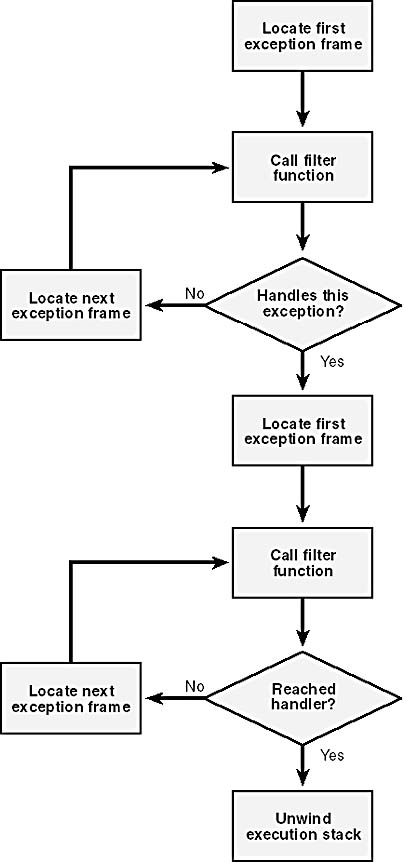 Locate first
exception frame
Call filter
function
Handles this
exception?
No
Locate next
exception frame
Yes
Locate first
exception frame
Call filter
function
Reached
handler?
No
Locate next
exception frame
Yes
Unwind
execution stack